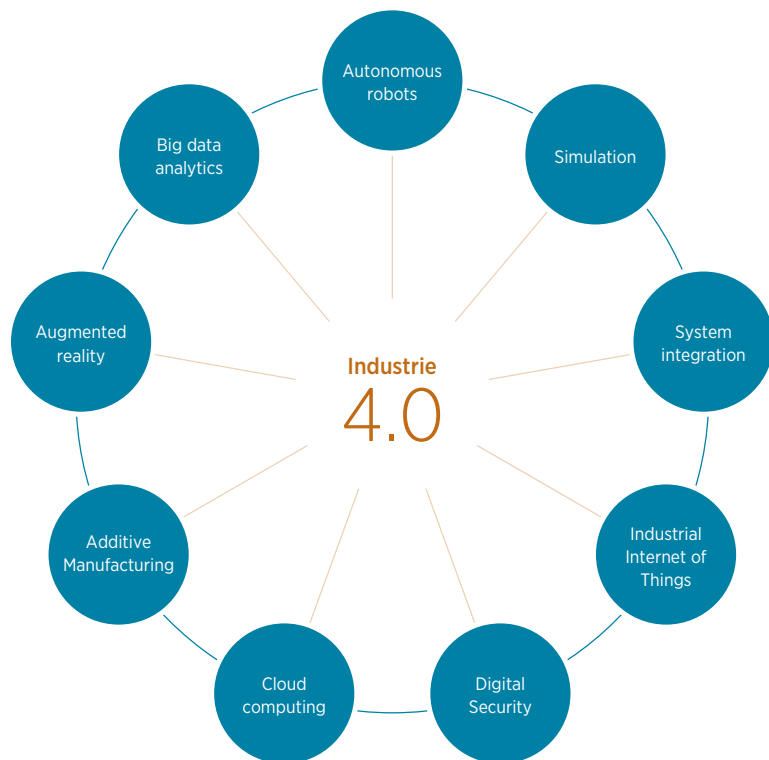 Autonomous
robots
Simulation
System
integration
Industrial
Internet of
Things
Digital
Security
Cloud
computing
Additive
Manufacturing
Augmented
reality
Big data
analytics
Industrie
4.0